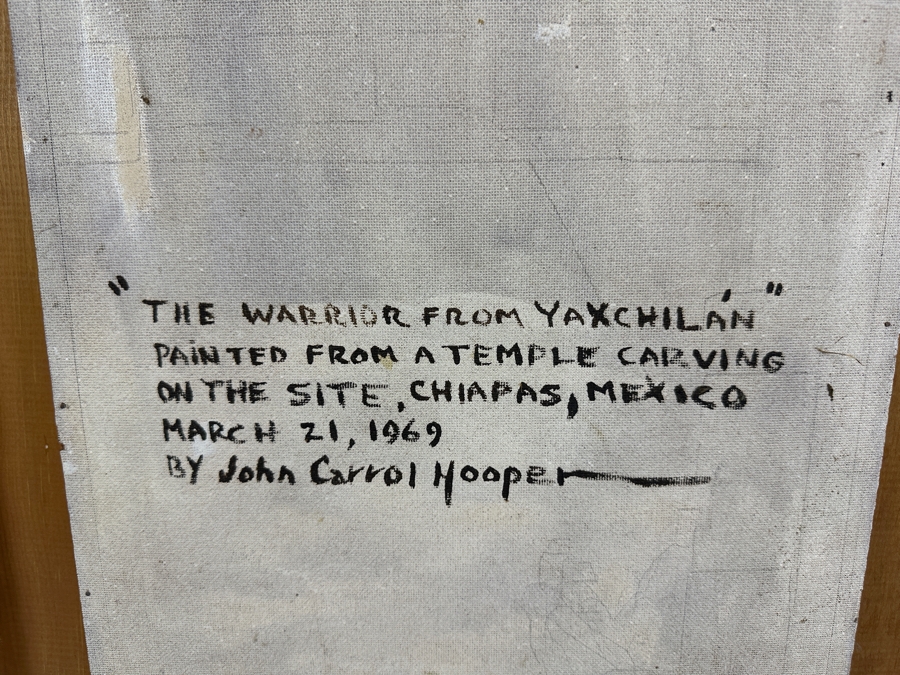 "THE WARRIOR FROM YAXCHILÁN"
PAINTED FROM A TEMPLE CARVING
ON THE SITE, CHIAPAS, MEXICO
MARCH 21, 1969
BY John Carrol Hooper